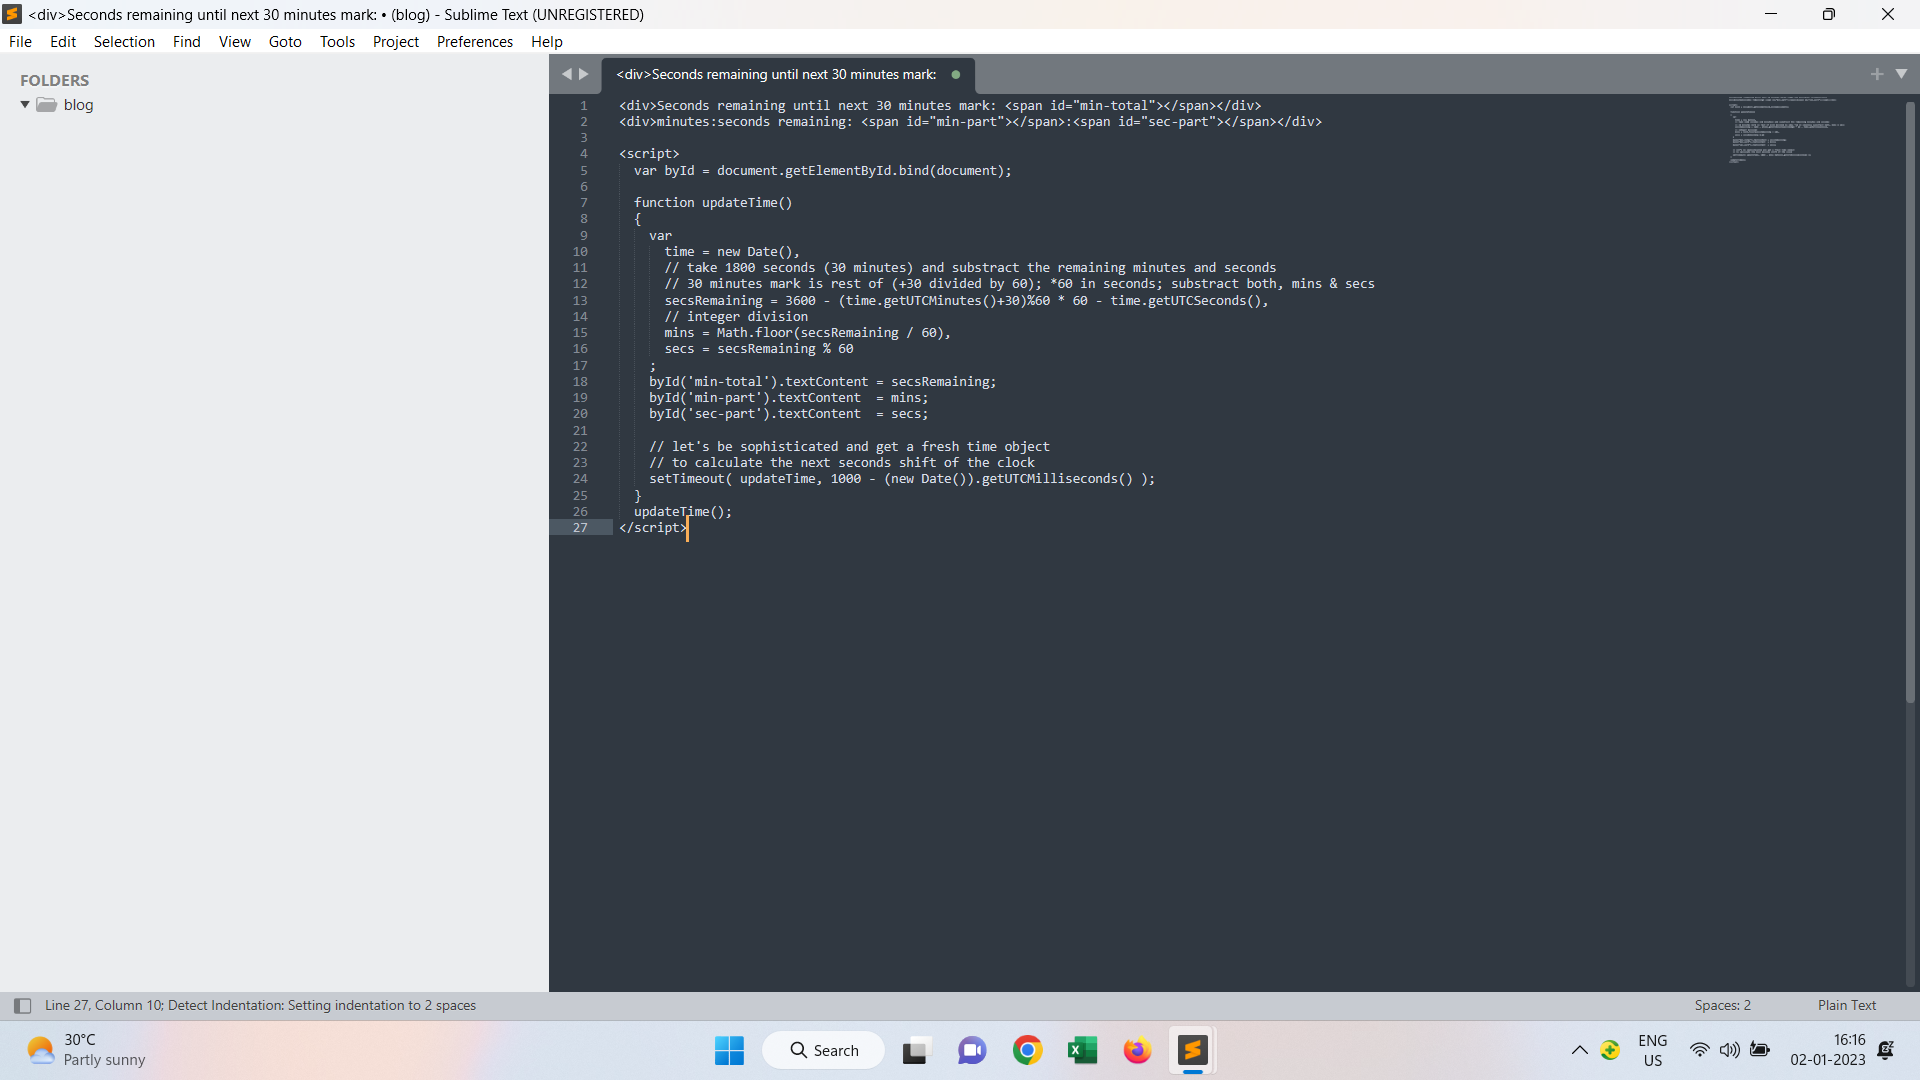 <div>Seconds remaining until next 30 minutes mark: • (blog) - Sublime Text (UNREGISTERED)
File Edit Selection Find View Goto Tools Project Preferences Help
FOLDERS
blog
<div>Seconds remaining until next 30 minutes mark:
1 <div>Seconds remaining until next 30 minutes mark: <span id="min-total"></span></div>
2 <div>minutes:seconds remaining: <span id="min-part"></span>:<span id="sec-part"></span></div>
3
4 <script>
5   var byId = document.getElementById.bind(document);
6
7   function updateTime()
8   {
9     var
10       time = new Date(),
11       // take 1800 seconds (30 minutes) and substract the remaining minutes and seconds
12       // 30 minutes mark is rest of (+30 divided by 60); *60 in seconds; substract both, mins & secs
13       secsRemaining = 3600 - (time.getUTCMinutes()+30)%60 * 60 - time.getUTCSeconds(),
14       // integer division
15       mins = Math.floor(secsRemaining / 60),
16       secs = secsRemaining % 60
17     ;
18     byId('min-total').textContent = secsRemaining;
19     byId('min-part').textContent  = mins;
20     byId('sec-part').textContent  = secs;
21
22     // let's be sophisticated and get a fresh time object
23     // to calculate the next seconds shift of the clock
24     setTimeout( updateTime, 1000 - (new Date()).getUTCMilliseconds() );
25   }
26   updateTime();
27 </script>
Line 27, Column 10; Detect Indentation: Setting indentation to 2 spaces Spaces: 2 Plain Text
30°C
Partly sunny
Search
ENG
US
16:16
02-01-2023